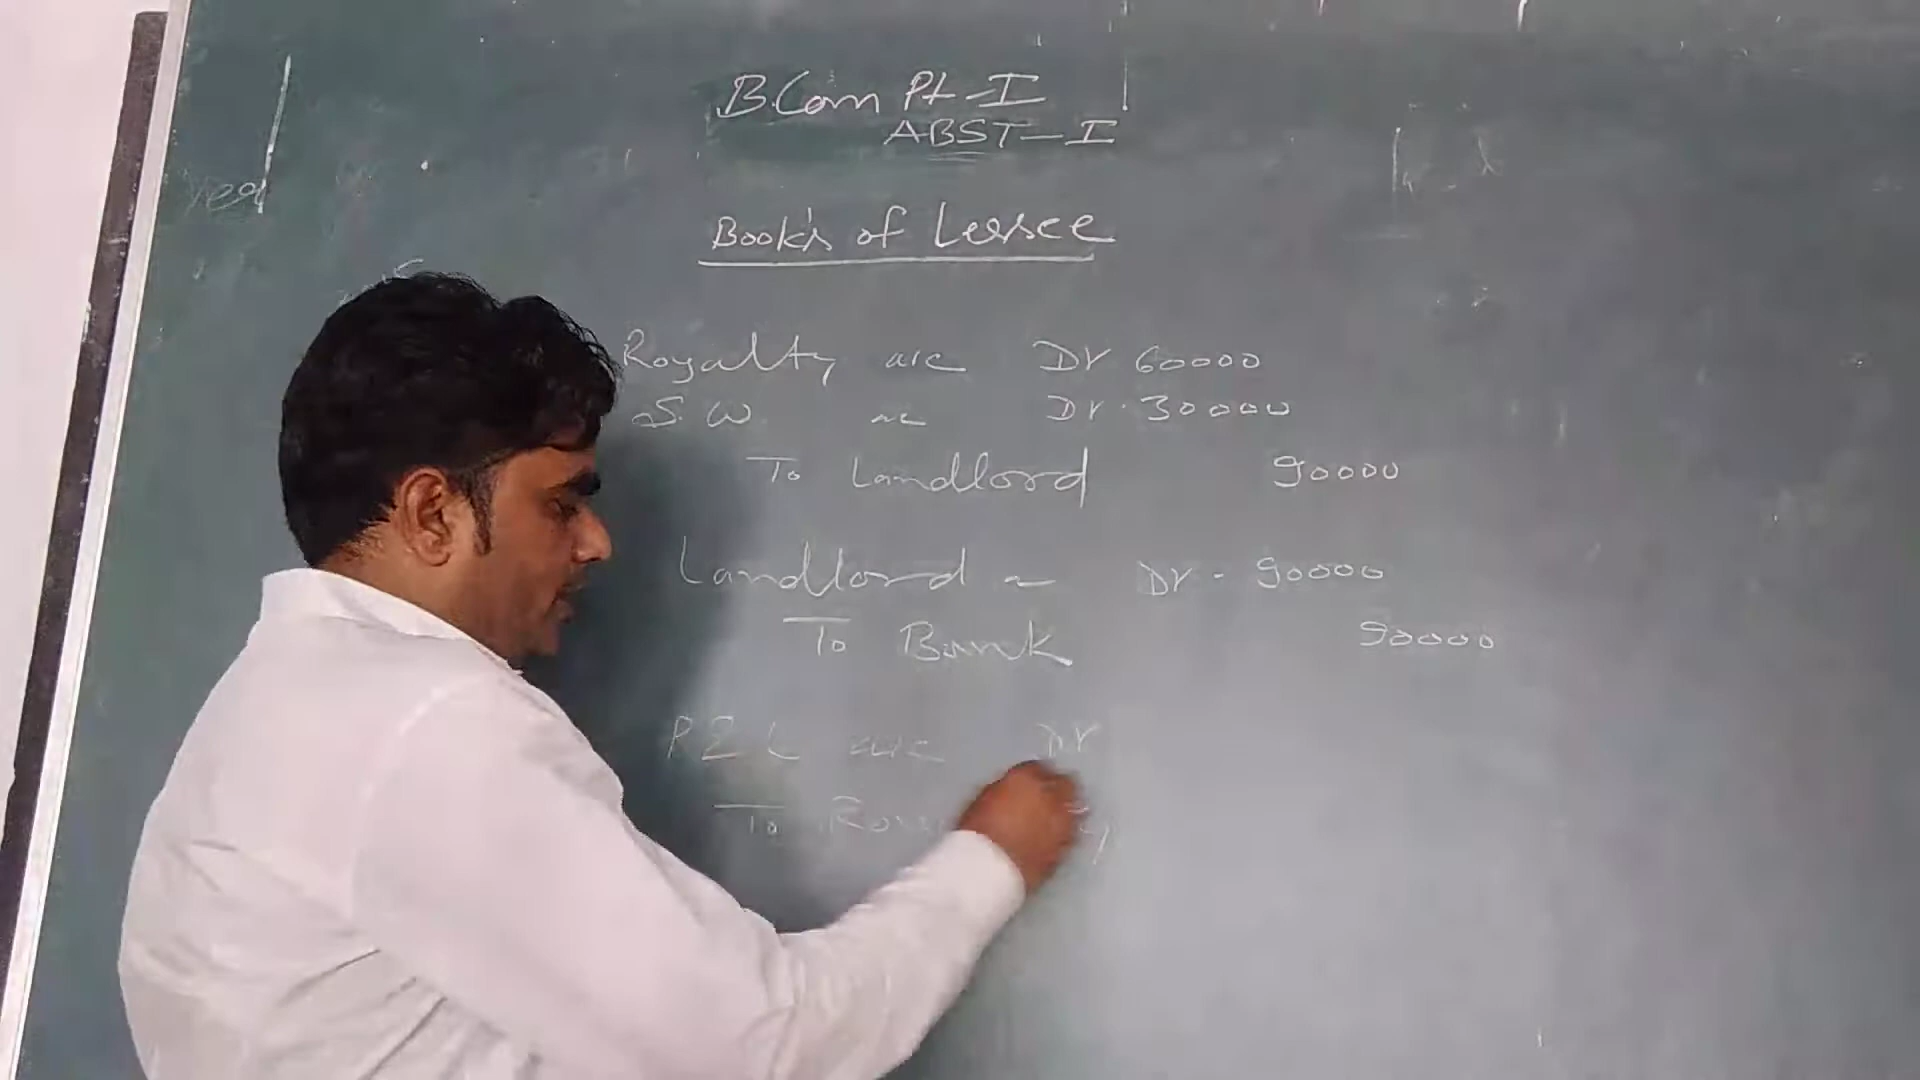 B.Com Pt-I
ABST-I
Book's of Lessee
Royalty a/c Dr 60000
S.W. a/c Dr. 30000
To Landlord 90000
Landlord Dr - 90000
To Bank 90000
P & L a/c Dr
To